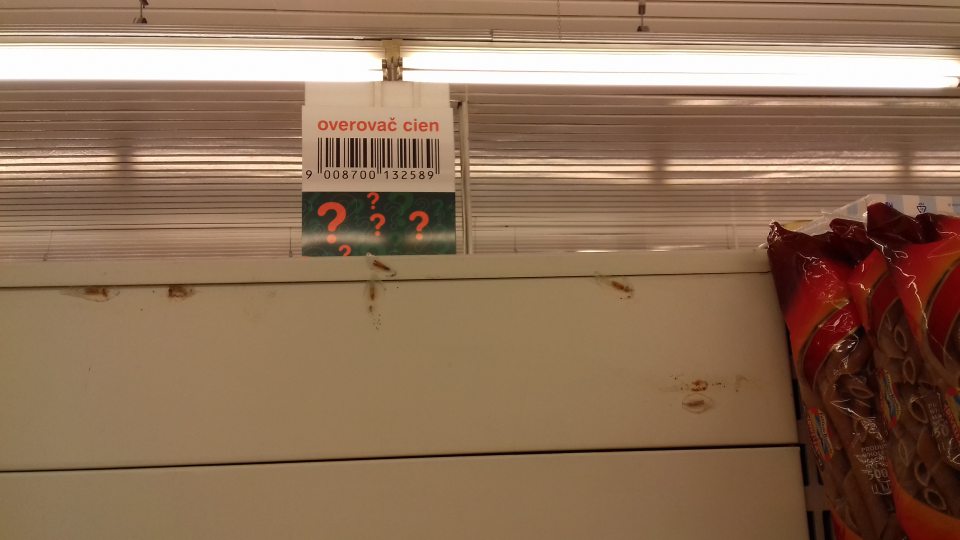 overovač cien
9 008700 132589
? ? ? ? ?